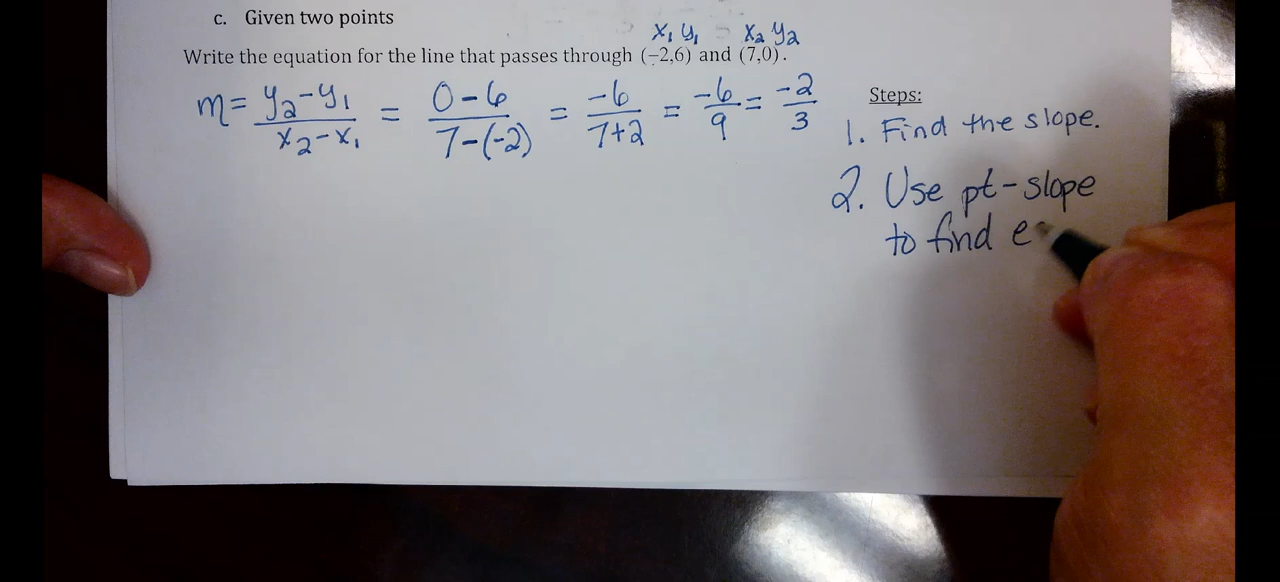 c. Given two points
x₁ y₁ x₂ y₂
Write the equation for the line that passes through (−2,6) and (7,0).
m = y₂-y₁ / x₂-x₁ = 0-6 / 7-(-2) = -6 / 7+2 = -6 / 9 = -2 / 3
Steps:
1. Find the slope.
2. Use pt-slope
to find